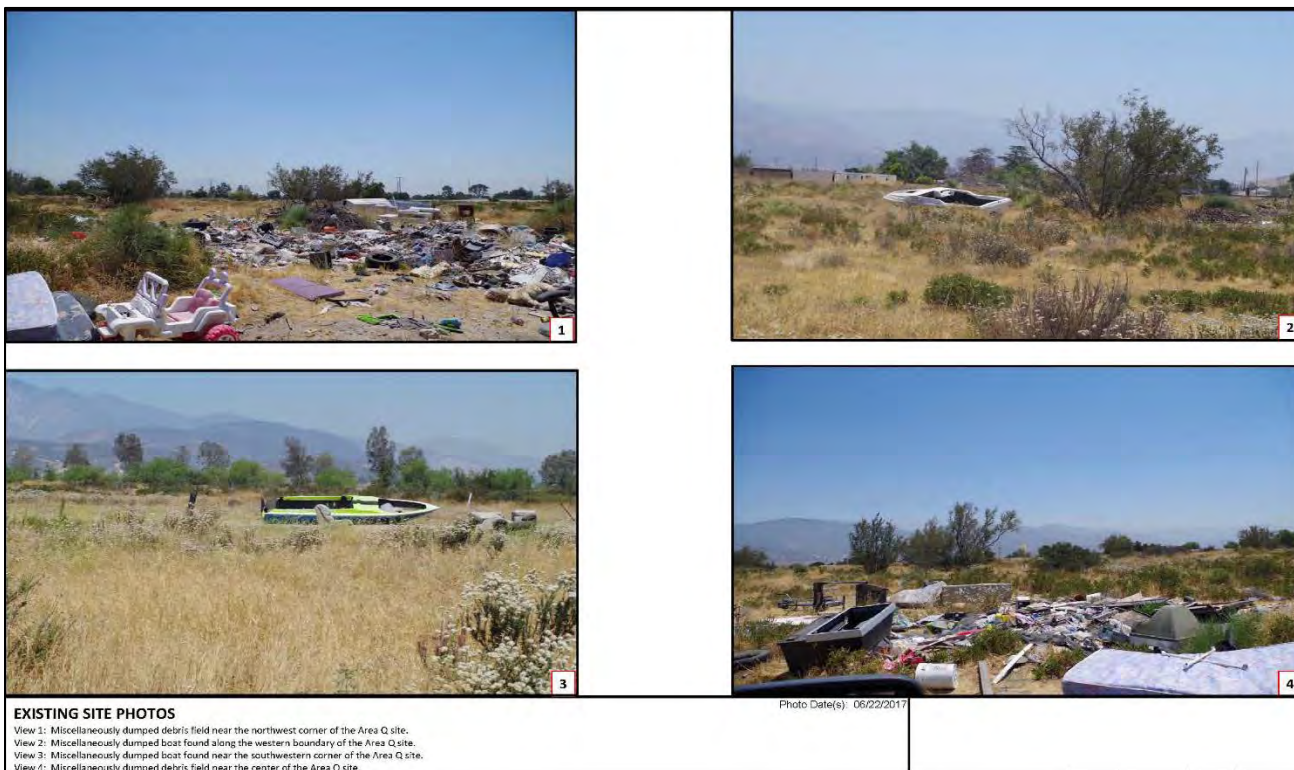 1
2
3
4
EXISTING SITE PHOTOS
Photo Date(s): 06/22/2017
View 1: Miscellaneously dumped debris field near the northwest corner of the Area Q site.
View 2: Miscellaneously dumped boat found along the western boundary of the Area Q site.
View 3: Miscellaneously dumped boat found near the southwestern corner of the Area Q site.
View 4: Miscellaneously dumped debris field near the center of the Area Q site.